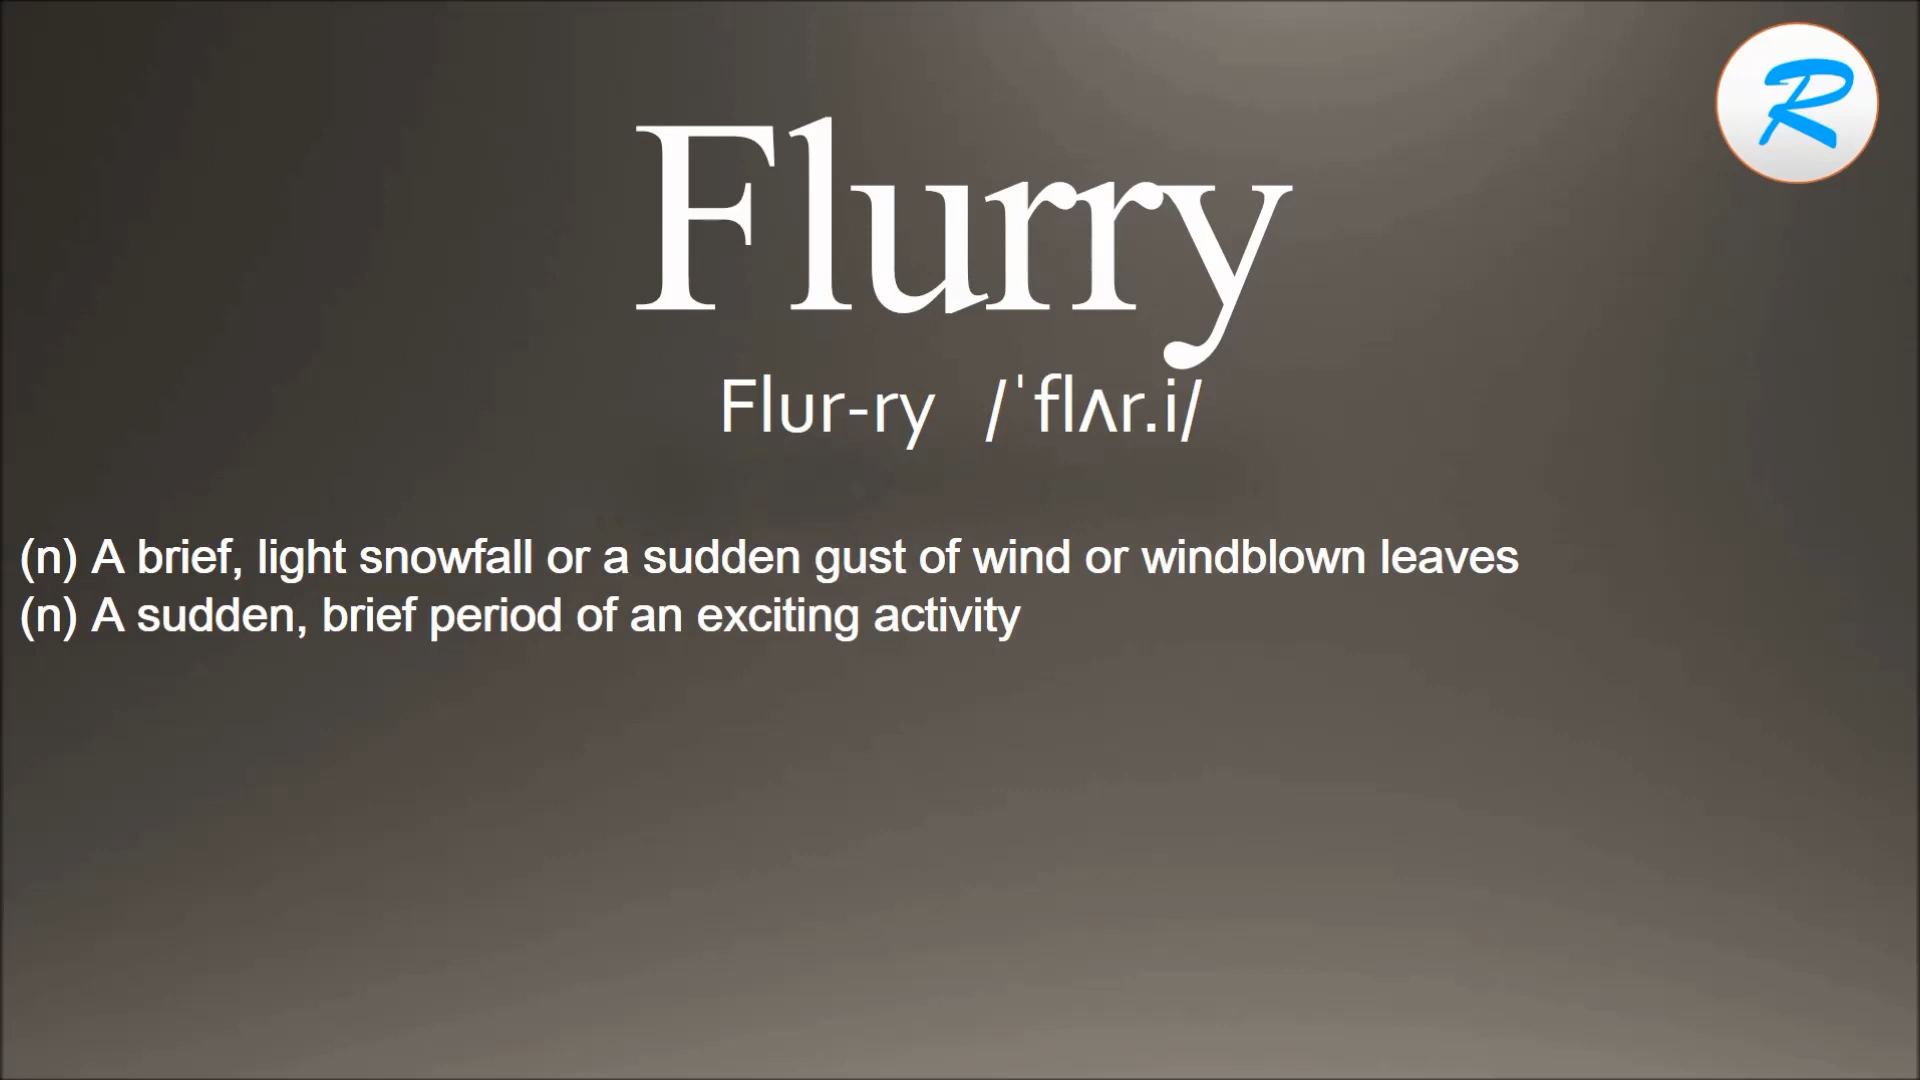 R
Flurry
Flur-ry /ˈflʌr.i/
(n) A brief, light snowfall or a sudden gust of wind or windblown leaves
(n) A sudden, brief period of an exciting activity